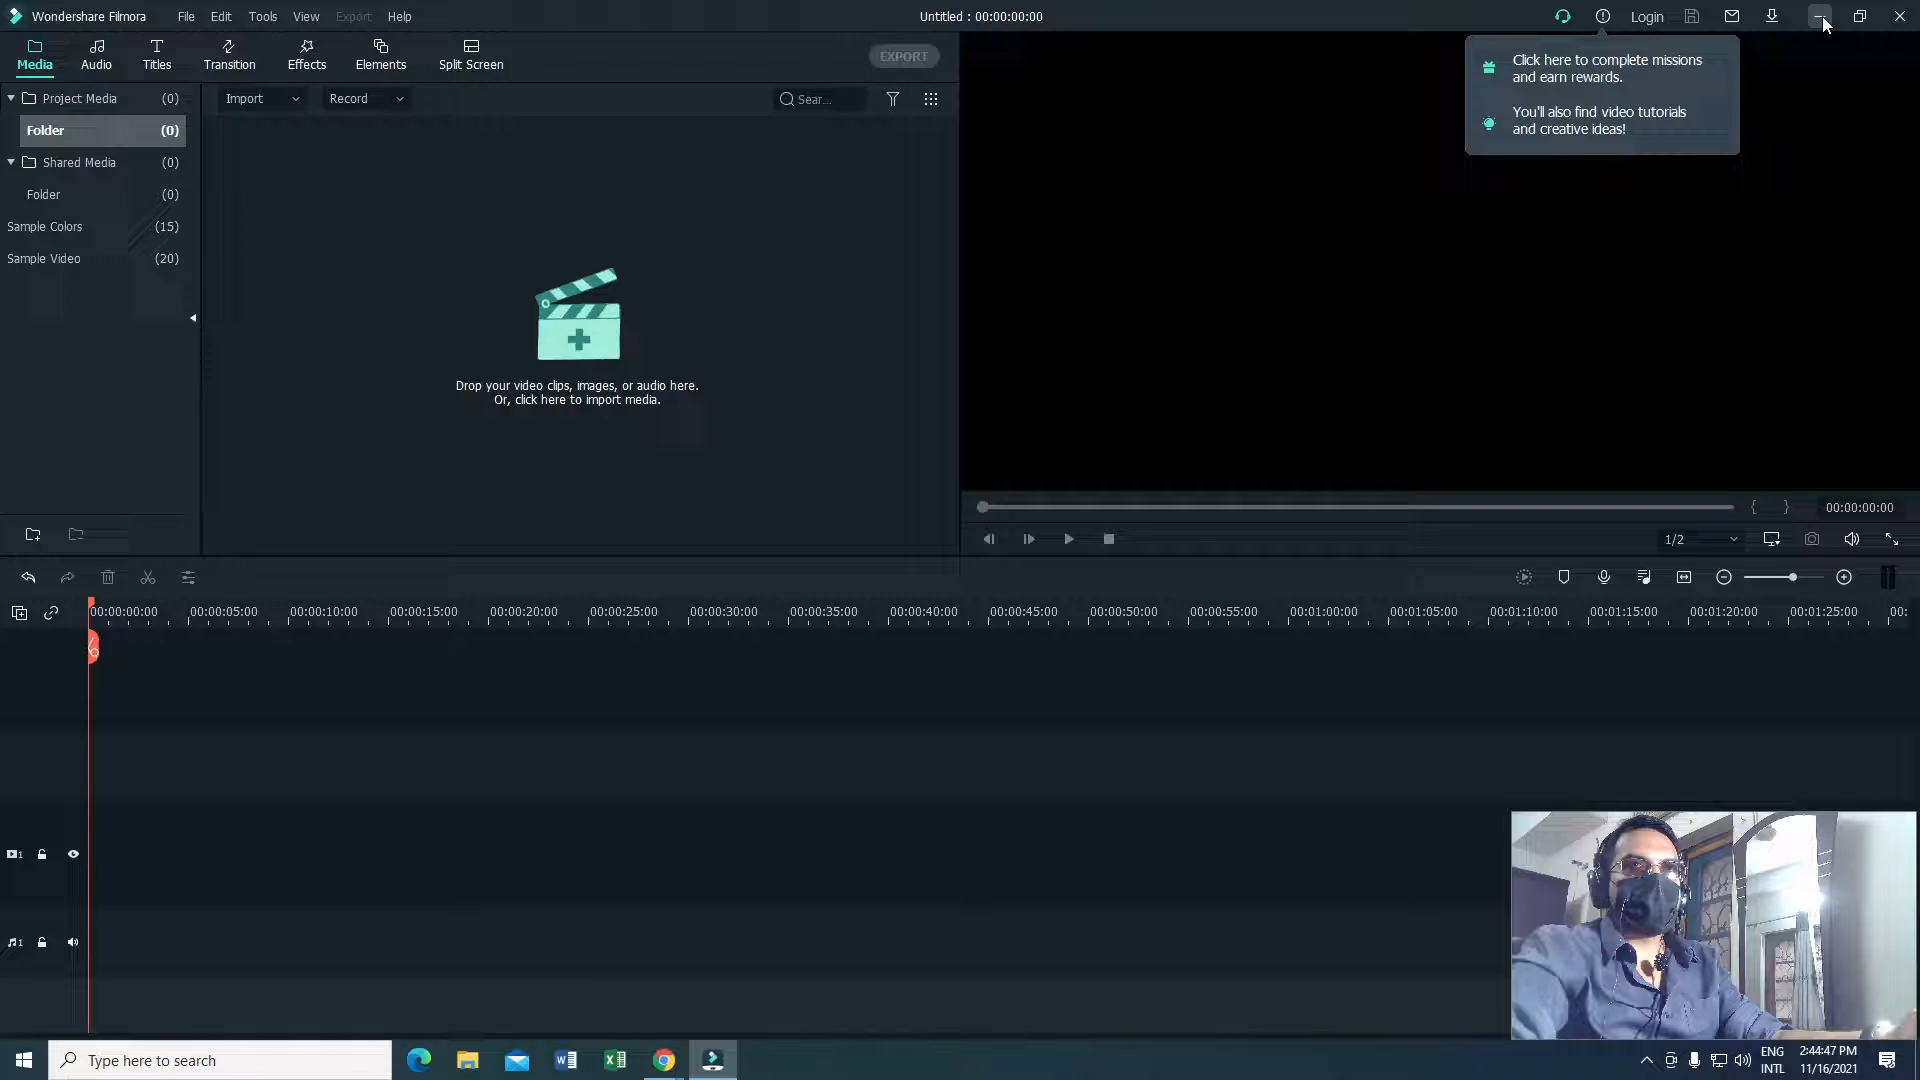 Wondershare Filmora File Edit Tools View Export Help Untitled : 00:00:00:00 Login
Media Audio Titles Transition Effects Elements Split Screen EXPORT
Click here to complete missions
and earn rewards.
You'll also find video tutorials
and creative ideas!
Project Media (0) Import Record Sear...
Folder (0)
Shared Media (0)
Folder (0)
Sample Colors (15)
Sample Video (20)
Drop your video clips, images, or audio here.
Or, click here to import media.
{ } 00:00:00:00
1/2
00:00:00:00 00:00:05:00 00:00:10:00 00:00:15:00 00:00:20:00 00:00:25:00 00:00:30:00 00:00:35:00 00:00:40:00 00:00:45:00 00:00:50:00 00:00:55:00 00:01:00:00 00:01:05:00 00:01:10:00 00:01:15:00 00:01:20:00 00:01:25:00 00:
1
1
Type here to search
ENG 2:44:47 PM
INTL 11/16/2021